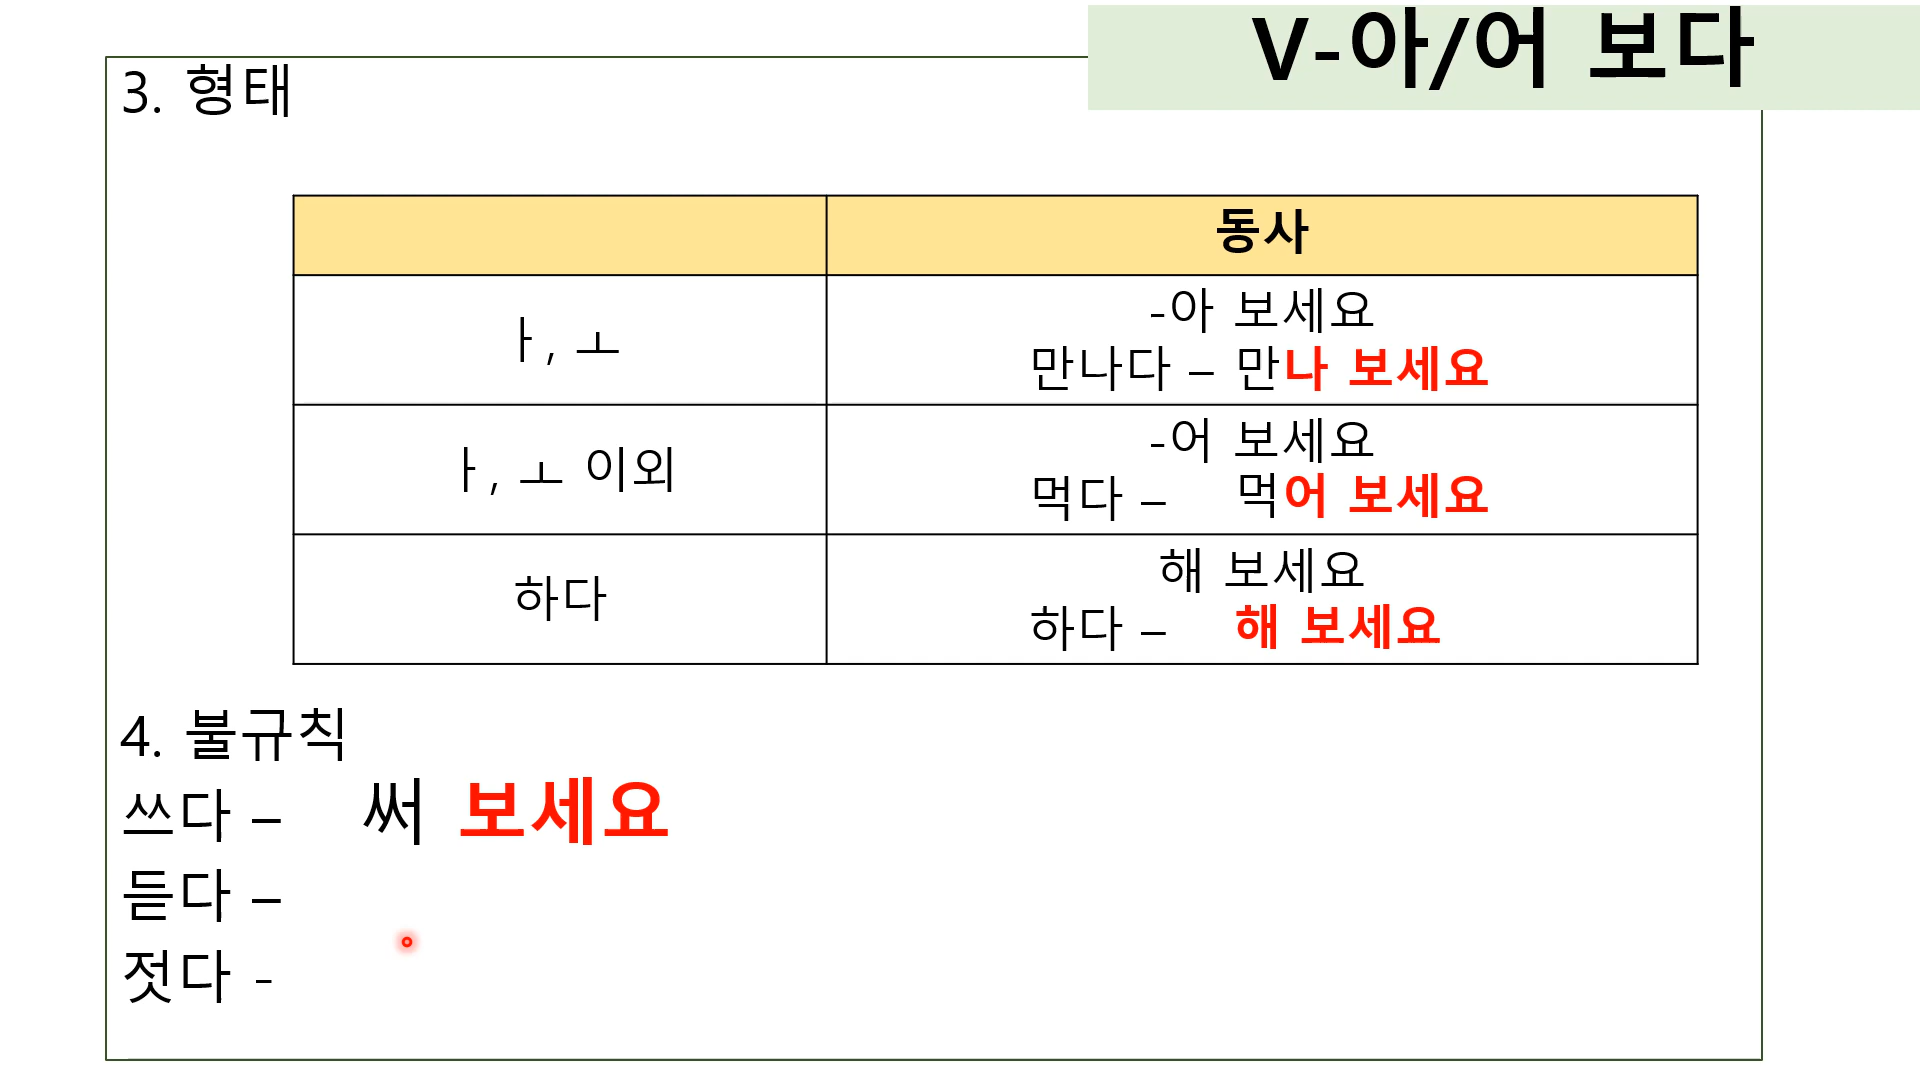 V-아/어 보다
3. 형태
동사
ㅏ, ㅗ
-아 보세요
만나다 – 만나 보세요
ㅏ, ㅗ 이외
-어 보세요
먹다 – 먹어 보세요
하다
해 보세요
하다 – 해 보세요
4. 불규칙
쓰다 – 써 보세요
듣다 –
젓다 -